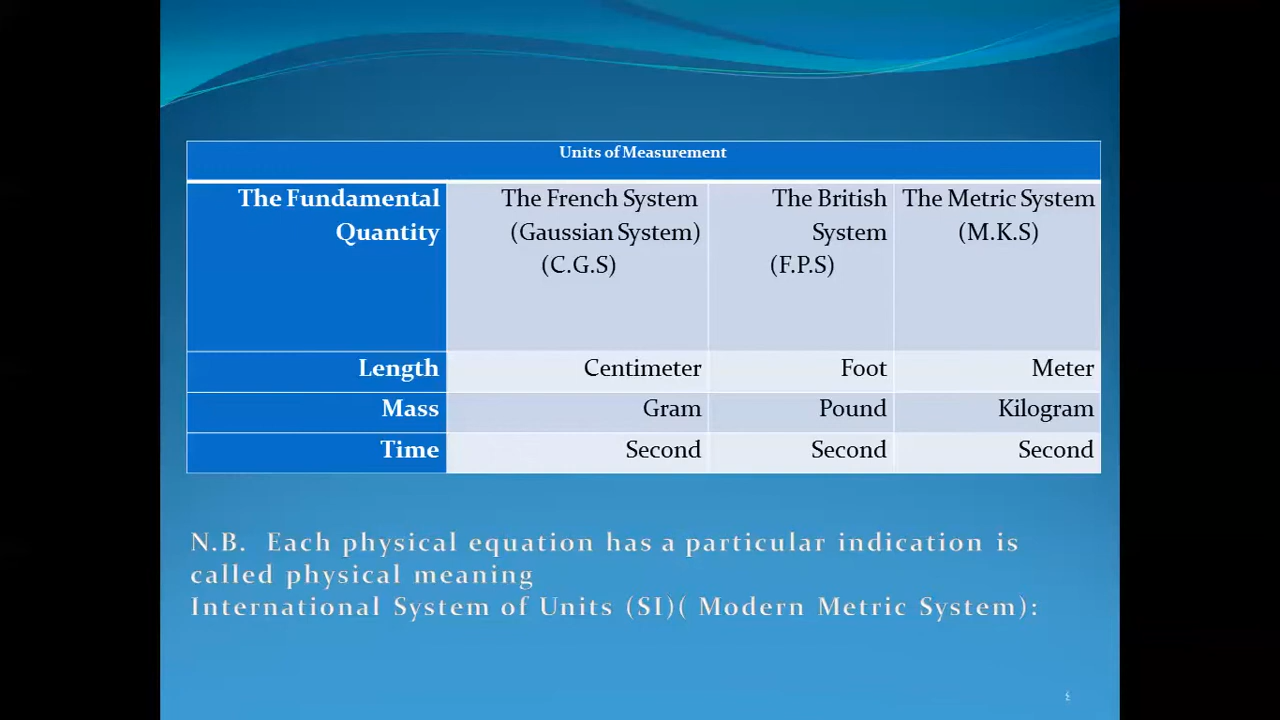 Units of Measurement
The Fundamental Quantity The French System (Gaussian System) (C.G.S) The British System (F.P.S) The Metric System (M.K.S)
Length Centimeter Foot Meter
Mass Gram Pound Kilogram
Time Second Second Second
N.B. Each physical equation has a particular indication is
called physical meaning
International System of Units (SI)( Modern Metric System):
٤